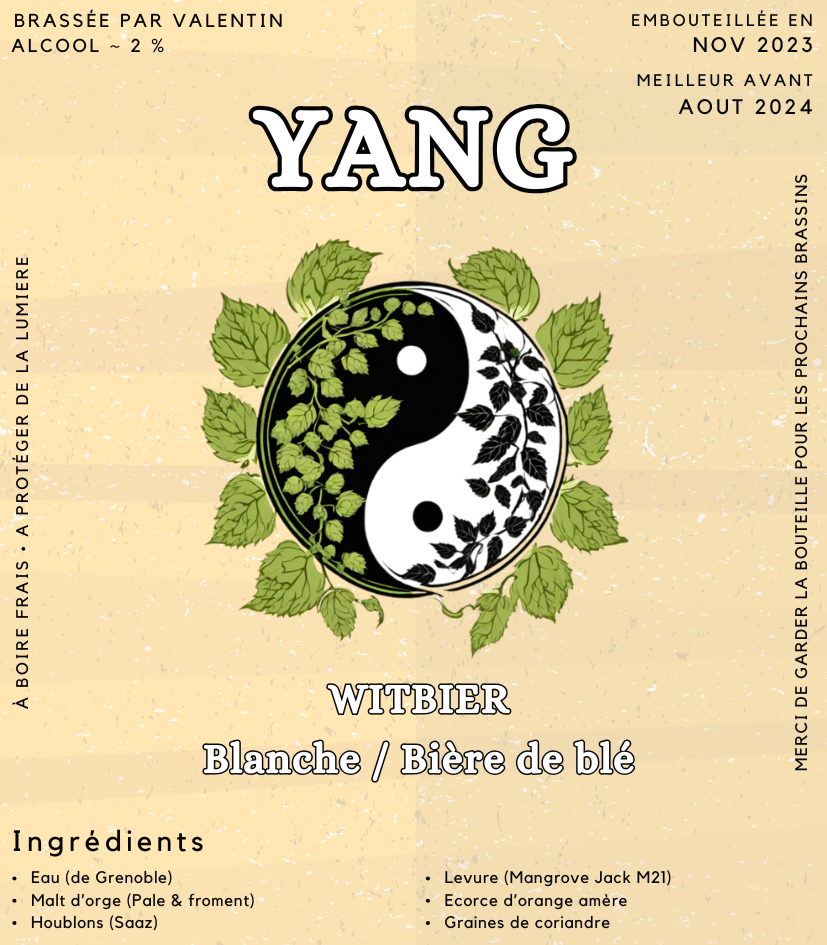 BRASSÉE PAR VALENTIN
ALCOOL ~ 2 %
EMBOUTEILLÉE EN
NOV 2023
MEILLEUR AVANT
AOUT 2024
YANG
À BOIRE FRAIS • A PROTÉGER DE LA LUMIERE
MERCI DE GARDER LA BOUTEILLE POUR LES PROCHAINS BRASSINS
WITBIER
Blanche / Bière de blé
Ingrédients
• Eau (de Grenoble)
• Malt d'orge (Pale & froment)
• Houblons (Saaz)
• Levure (Mangrove Jack M21)
• Ecorce d'orange amère
• Graines de coriandre